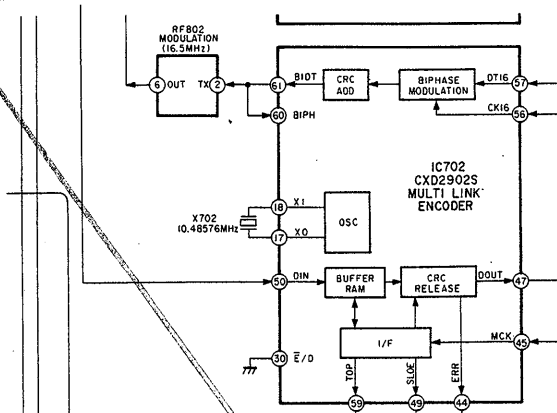 RF802
MODULATION
(16.5MHz)
6 OUT TX 2
61 BIDT
CRC
ADD
BIPHASE
MODULATION
DT16 57
60 BIPH
CK16 56
IC702
CXD2902S
MULTI LINK
ENCODER
X702
10.48576MHz
18 XI
17 XO
OSC
50 DIN
BUFFER
RAM
CRC
RELEASE
DOUT 47
I/F
MCK 45
30 E/D
TOP
SLOE
ERR
59
49
44